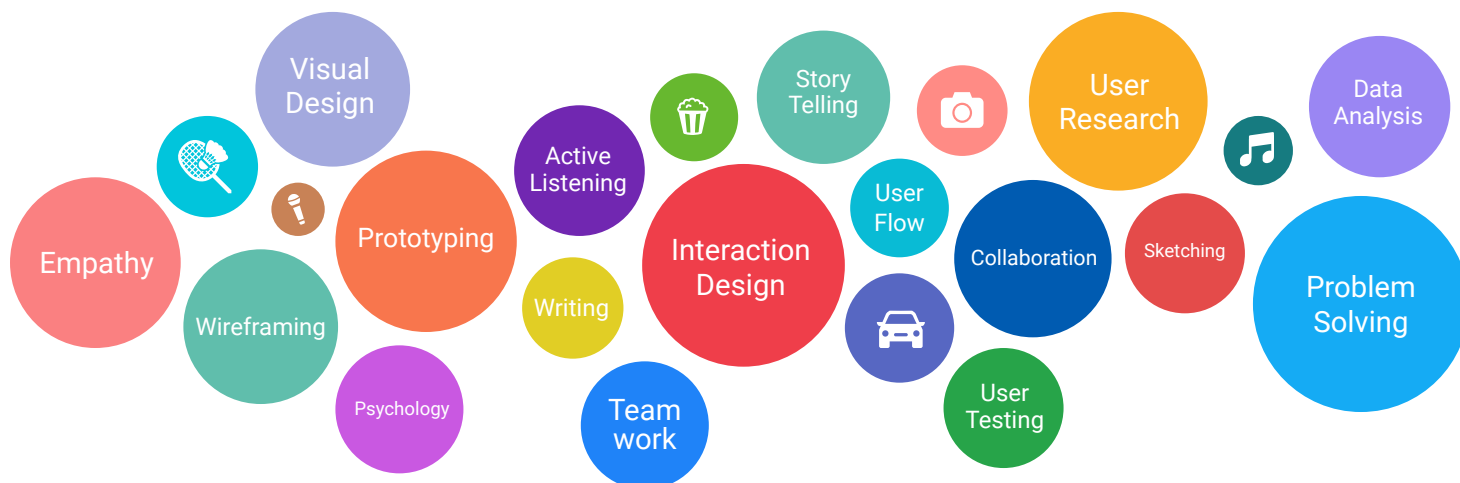 Visual
Design
Story
Telling
User
Research
Data
Analysis
Active
Listening
User
Flow
Empathy
Prototyping
Interaction
Design
Collaboration
Sketching
Wireframing
Writing
Problem
Solving
Psychology
Team
work
User
Testing